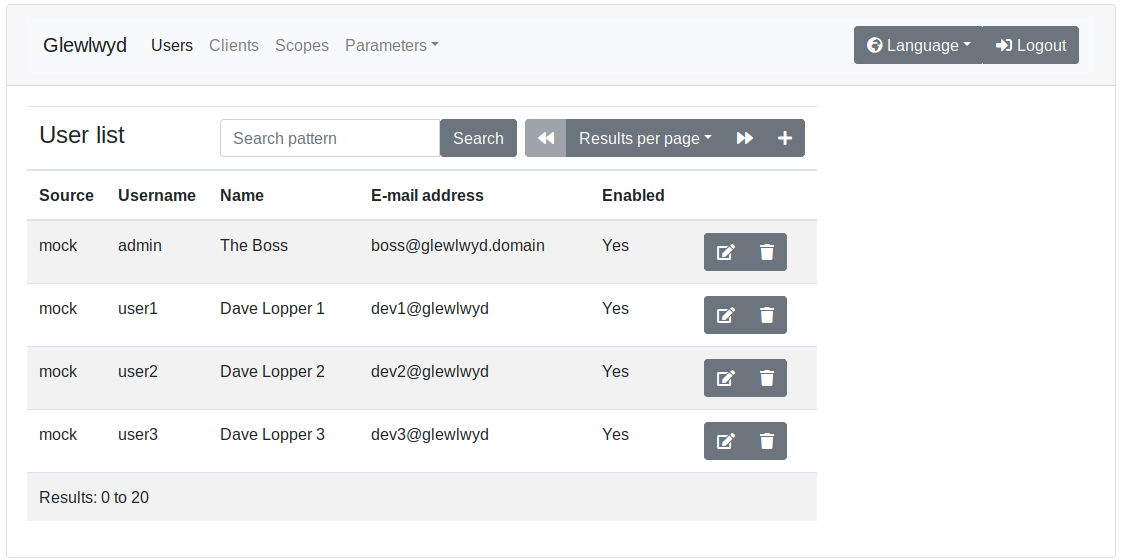 Glewlwyd Users Clients Scopes Parameters Language Logout
User list Search pattern Search Results per page
Source Username Name E-mail address Enabled
mock admin The Boss boss@glewlwyd.domain Yes
mock user1 Dave Lopper 1 dev1@glewlwyd Yes
mock user2 Dave Lopper 2 dev2@glewlwyd Yes
mock user3 Dave Lopper 3 dev3@glewlwyd Yes
Results: 0 to 20